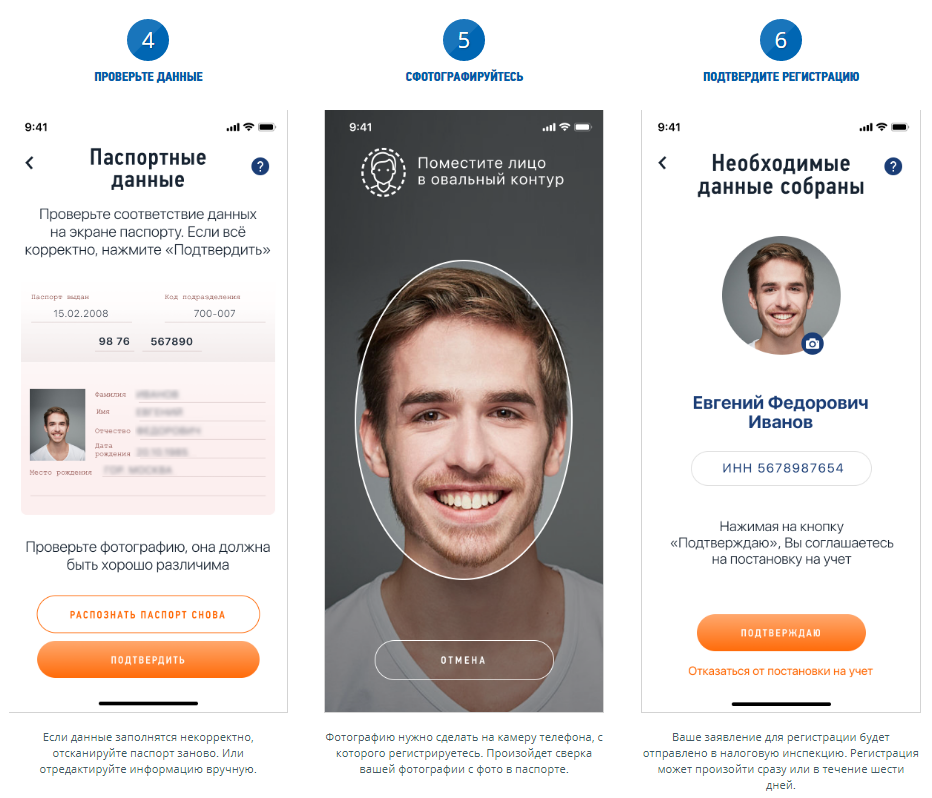 4
ПРОВЕРЬТЕ ДАННЫЕ
9:41
Паспортные
данные
?
Проверьте соответствие данных
на экране паспорту. Если всё
корректно, нажмите «Подтвердить»
Паспорт выдан
Код подразделения
15.02.2008
700-007
98 76
567890
Фамилия ИВАНОВ
Имя ЕВГЕНИЙ
Отчество ФЕДОРОВИЧ
Дата
рождения
Место рождения ГОР. МОСКВА
Проверьте фотографию, она должна
быть хорошо различима
РАСПОЗНАТЬ ПАСПОРТ СНОВА
ПОДТВЕРДИТЬ
Если данные заполнятся некорректно,
отсканируйте паспорт заново. Или
отредактируйте информацию вручную.
5
СФОТОГРАФИРУЙТЕСЬ
9:41
Поместите лицо
в овальный контур
ОТМЕНА
Фотографию нужно сделать на камеру телефона, с
которого регистрируетесь. Произойдет сверка
вашей фотографии с фото в паспорте.
6
ПОДТВЕРДИТЕ РЕГИСТРАЦИЮ
9:41
Необходимые
данные собраны
?
Евгений Федорович
Иванов
ИНН 5678987654
Нажимая на кнопку
«Подтверждаю», Вы соглашаетесь
на постановку на учет
ПОДТВЕРЖДАЮ
Отказаться от постановки на учет
Ваше заявление для регистрации будет
отправлено в налоговую инспекцию. Регистрация
может произойти сразу или в течение шести
дней.